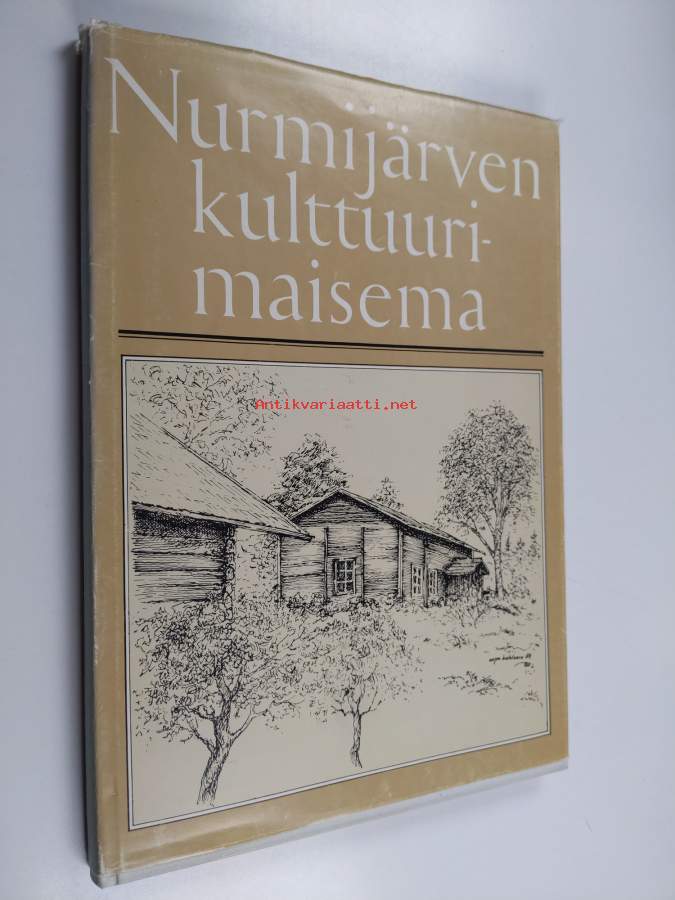 Nurmijärven
kulttuuri-
maisema
Antikvariaatti.net